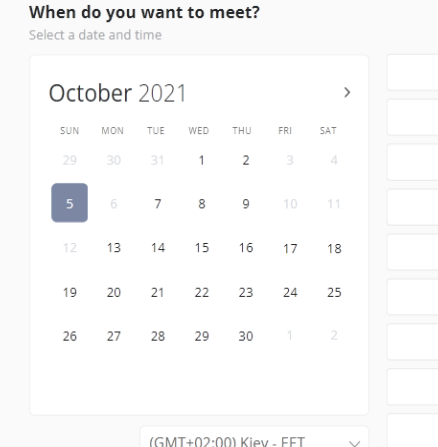 When do you want to meet?
Select a date and time
October 2021
SUN MON TUE WED THU FRI SAT
29 30 31 1 2 3 4
5 6 7 8 9 10 11
12 13 14 15 16 17 18
19 20 21 22 23 24 25
26 27 28 29 30 1 2
(GMT+02:00) Kiev - EET